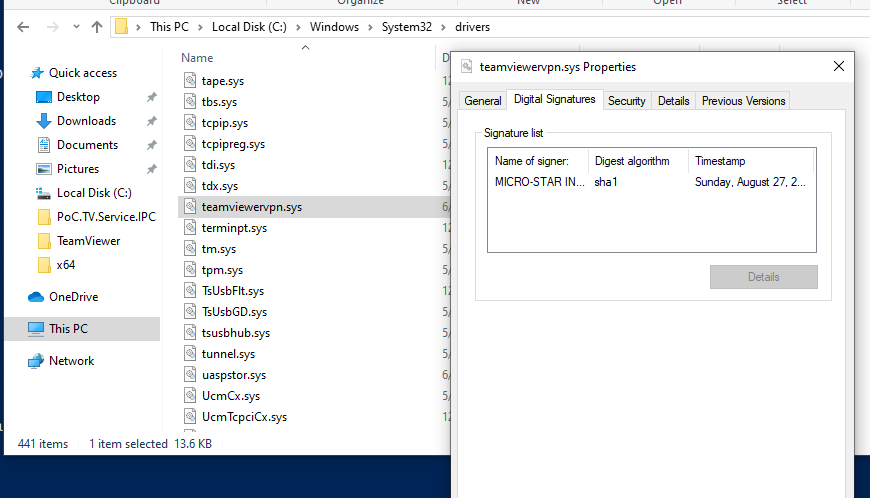 Clipboard Organize New Open Select
This PC > Local Disk (C:) > Windows > System32 > drivers
Name
Quick access
Desktop
Downloads
Documents
Pictures
Local Disk (C:)
PoC.TV.Service.IPC
TeamViewer
x64
OneDrive
This PC
Network
tape.sys
tbs.sys
tcpip.sys
tcpipreg.sys
tdi.sys
tdx.sys
teamviewervpn.sys
terminpt.sys
tm.sys
tpm.sys
TsUsbFlt.sys
TsUsbGD.sys
tsusbhub.sys
tunnel.sys
uaspstor.sys
UcmCx.sys
UcmTcpciCx.sys
441 items 1 item selected 13.6 KB
teamviewervpn.sys Properties
General Digital Signatures Security Details Previous Versions
Signature list
Name of signer: Digest algorithm Timestamp
MICRO-STAR IN... sha1 Sunday, August 27, 2...
Details